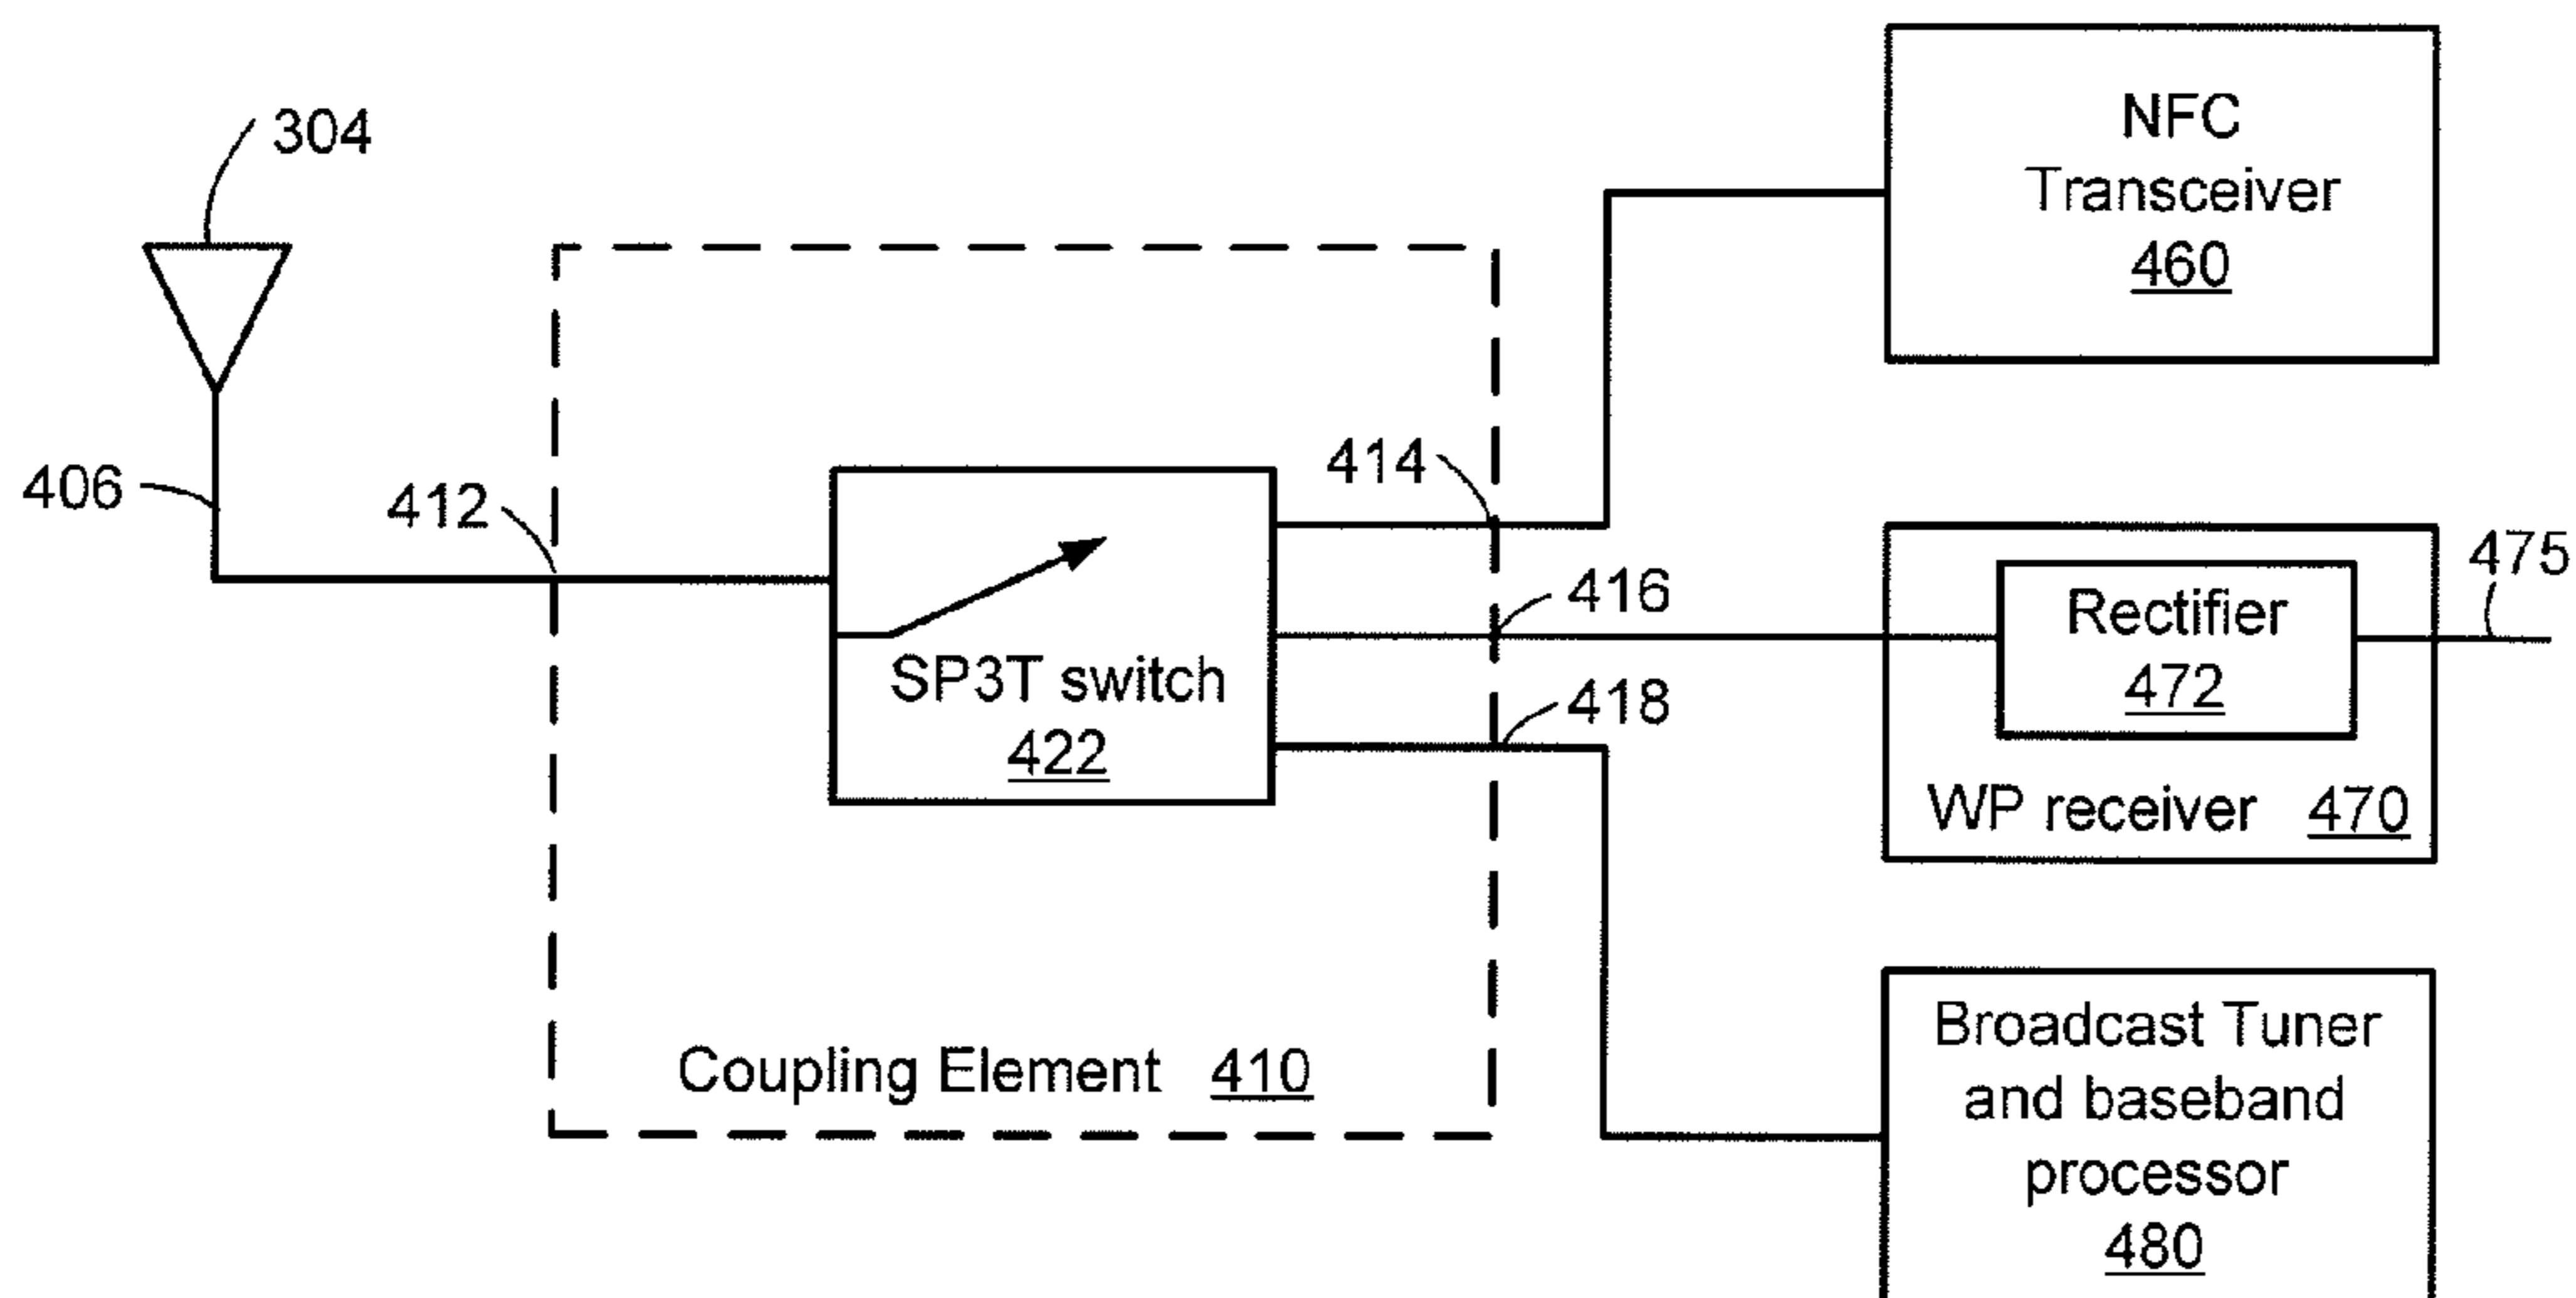 304
NFC
Transceiver
460
406
412
414
416
418
SP3T switch
422
Rectifier
472
475
WP receiver 470
Coupling Element 410
Broadcast Tuner
and baseband
processor
480